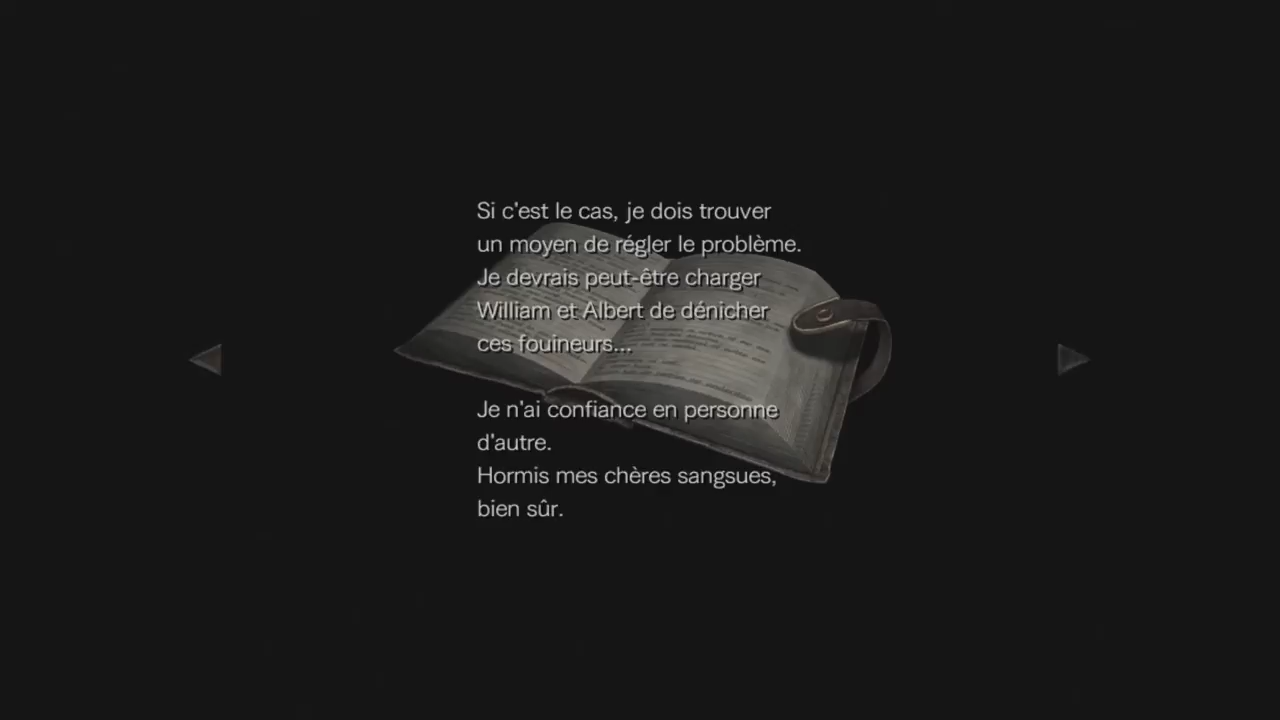 Si c'est le cas, je dois trouver
un moyen de régler le problème.
Je devrais peut-être charger
William et Albert de dénicher
ces fouineurs...
Je n'ai confiance en personne
d'autre.
Hormis mes chères sangsues,
bien sûr.